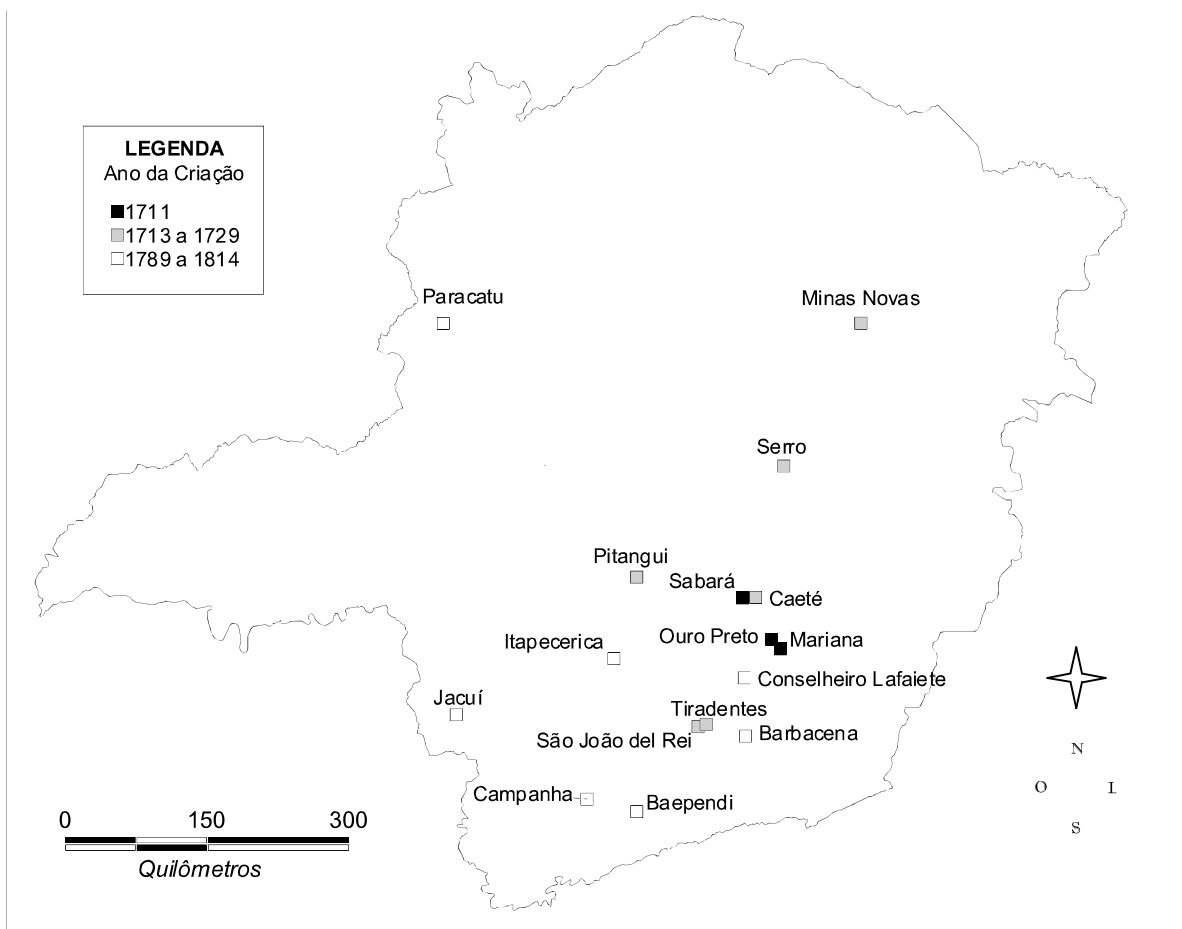 LEGENDA
Ano da Criação
1711
1713 a 1729
1789 a 1814
Paracatu
Minas Novas
Serro
Pitangui
Sabará
Caeté
Ouro Preto
Mariana
Itapecerica
Conselheiro Lafaiete
Jacuí
Tiradentes
São João del Rei
Barbacena
Campanha
Baependi
0 150 300
Quilômetros
N
O L
S